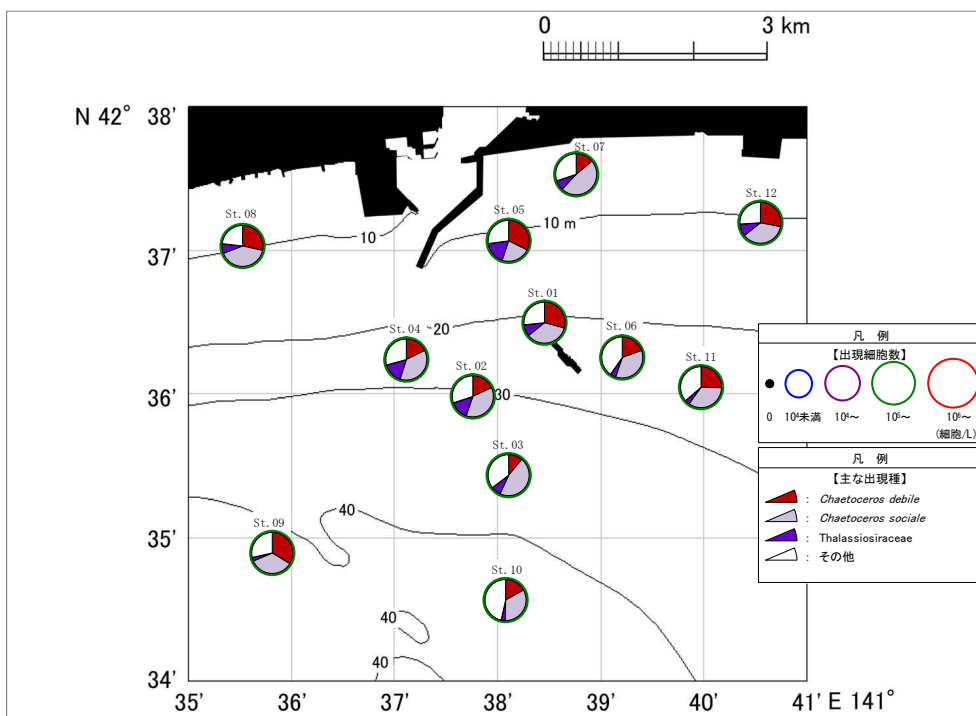 0 3 km
N 42° 38'
37'
36'
35'
34'
35' 36' 37' 38' 39' 40' 41' E 141°
St. 07
St. 12
St. 05
St. 08
10 m
10
St. 01
St. 06
St. 04
20
St. 11
St. 02
30
St. 03
40
St. 09
St. 10
40
40
凡 例
【出現細胞数】
0 10⁴未満 10⁴～ 10⁵～ 10⁶～
(細胞/L)
凡 例
【主な出現種】
: Chaetoceros debile
: Chaetoceros sociale
: Thalassiosiraceae
: その他